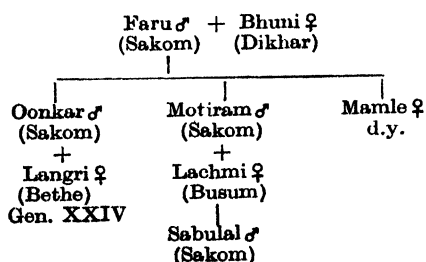 Faru♂ + Bhuni♀
(Sakom) (Dikhar)
Oonkar♂ Motiram♂ Mamle♀
(Sakom) (Sakom) d.y.
+ +
Langri♀ Lachmi♀
(Bethe) (Busum)
Gen. XXIV
Sabulal♂
(Sakom)